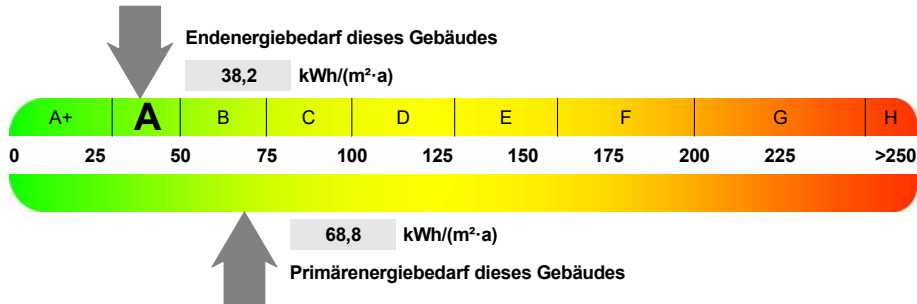 Endenergiebedarf dieses Gebäudes
38,2 kWh/(m²·a)
A+ A B C D E F G H
0 25 50 75 100 125 150 175 200 225 >250
68,8 kWh/(m²·a)
Primärenergiebedarf dieses Gebäudes